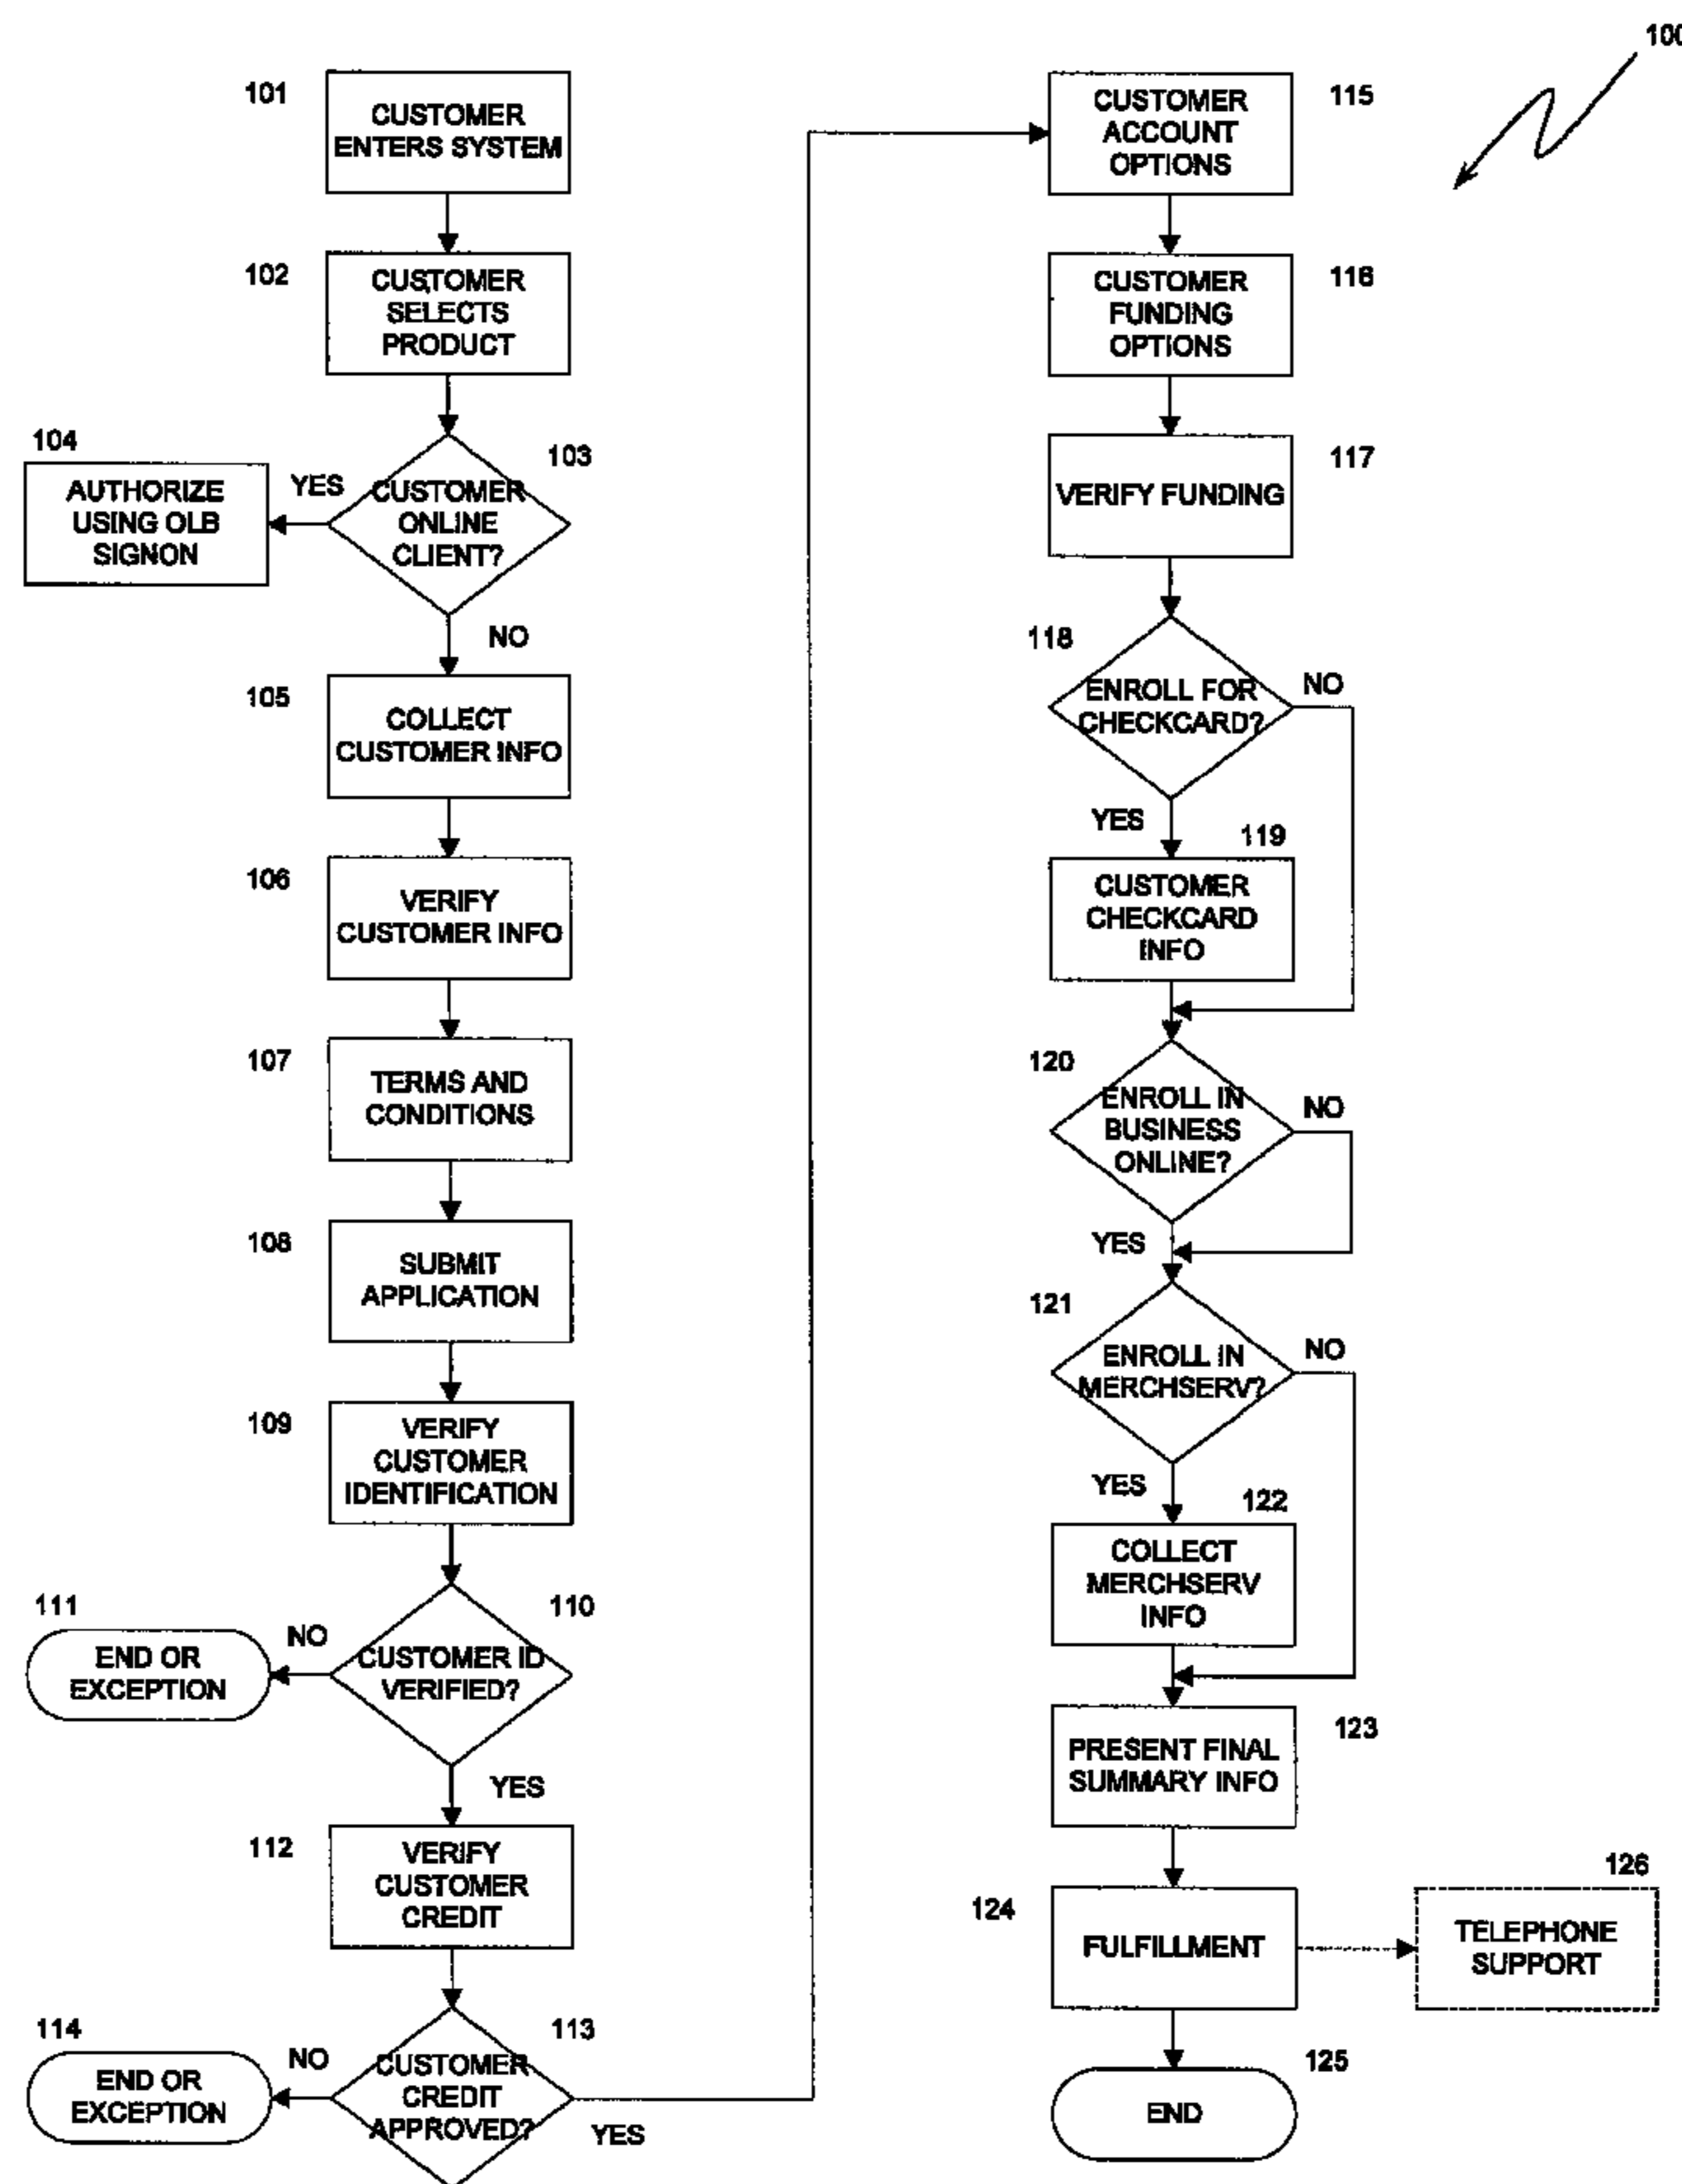 100
101
CUSTOMER
ENTERS SYSTEM
102
CUSTOMER
SELECTS
PRODUCT
104
AUTHORIZE
USING OLB
SIGNON
YES
103
CUSTOMER
ONLINE
CLIENT?
NO
105
COLLECT
CUSTOMER INFO
106
VERIFY
CUSTOMER INFO
107
TERMS AND
CONDITIONS
108
SUBMIT
APPLICATION
109
VERIFY
CUSTOMER
IDENTIFICATION
111
END OR
EXCEPTION
NO
110
CUSTOMER ID
VERIFIED?
YES
112
VERIFY
CUSTOMER
CREDIT
114
END OR
EXCEPTION
NO
113
CUSTOMER
CREDIT
APPROVED?
YES
115
CUSTOMER
ACCOUNT
OPTIONS
116
CUSTOMER
FUNDING
OPTIONS
117
VERIFY FUNDING
118
ENROLL FOR
CHECKCARD?
NO
YES
119
CUSTOMER
CHECKCARD
INFO
120
ENROLL IN
BUSINESS
ONLINE?
NO
YES
121
ENROLL IN
MERCHSERV?
NO
YES
122
COLLECT
MERCHSERV
INFO
123
PRESENT FINAL
SUMMARY INFO
124
FULFILLMENT
126
TELEPHONE
SUPPORT
125
END